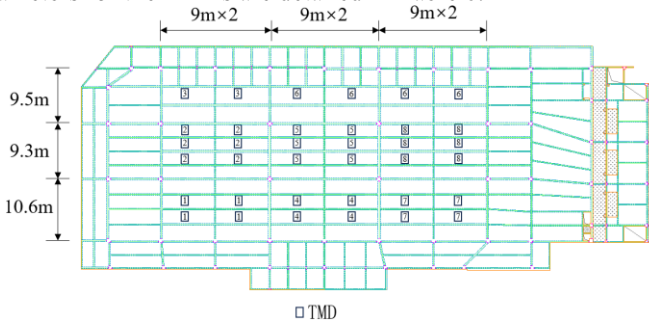 9m×2 9m×2 9m×2
9.5m
3 3 6 6 6 6
9.3m
2 2 5 5 8 8
2 2 5 5 8 8
2 2 5 5 8 8
10.6m
1 1 4 4 7 7
1 1 4 4 7 7
TMD